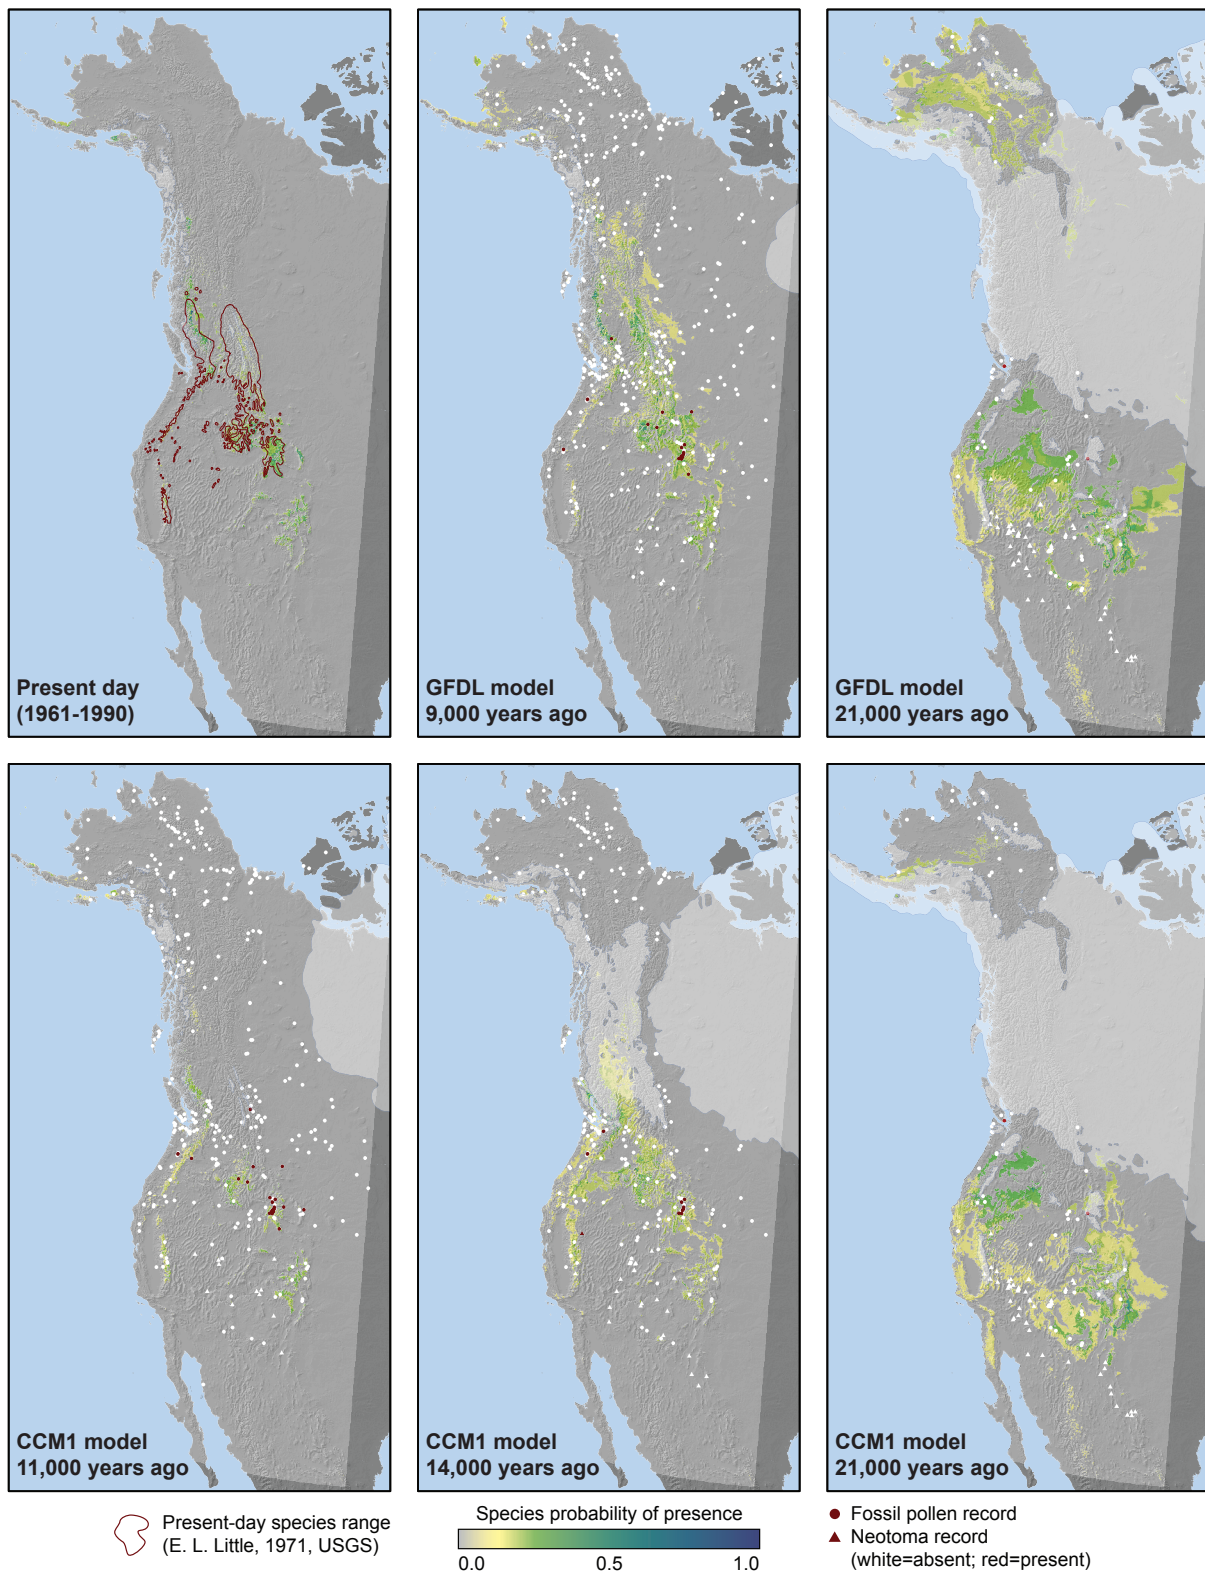 Present day
(1961-1990)
GFDL model
9,000 years ago
GFDL model
21,000 years ago
CCM1 model
11,000 years ago
CCM1 model
14,000 years ago
CCM1 model
21,000 years ago
Present-day species range
(E. L. Little, 1971, USGS)
Species probability of presence
0.0
0.5
1.0
Fossil pollen record
Neotoma record
(white=absent; red=present)